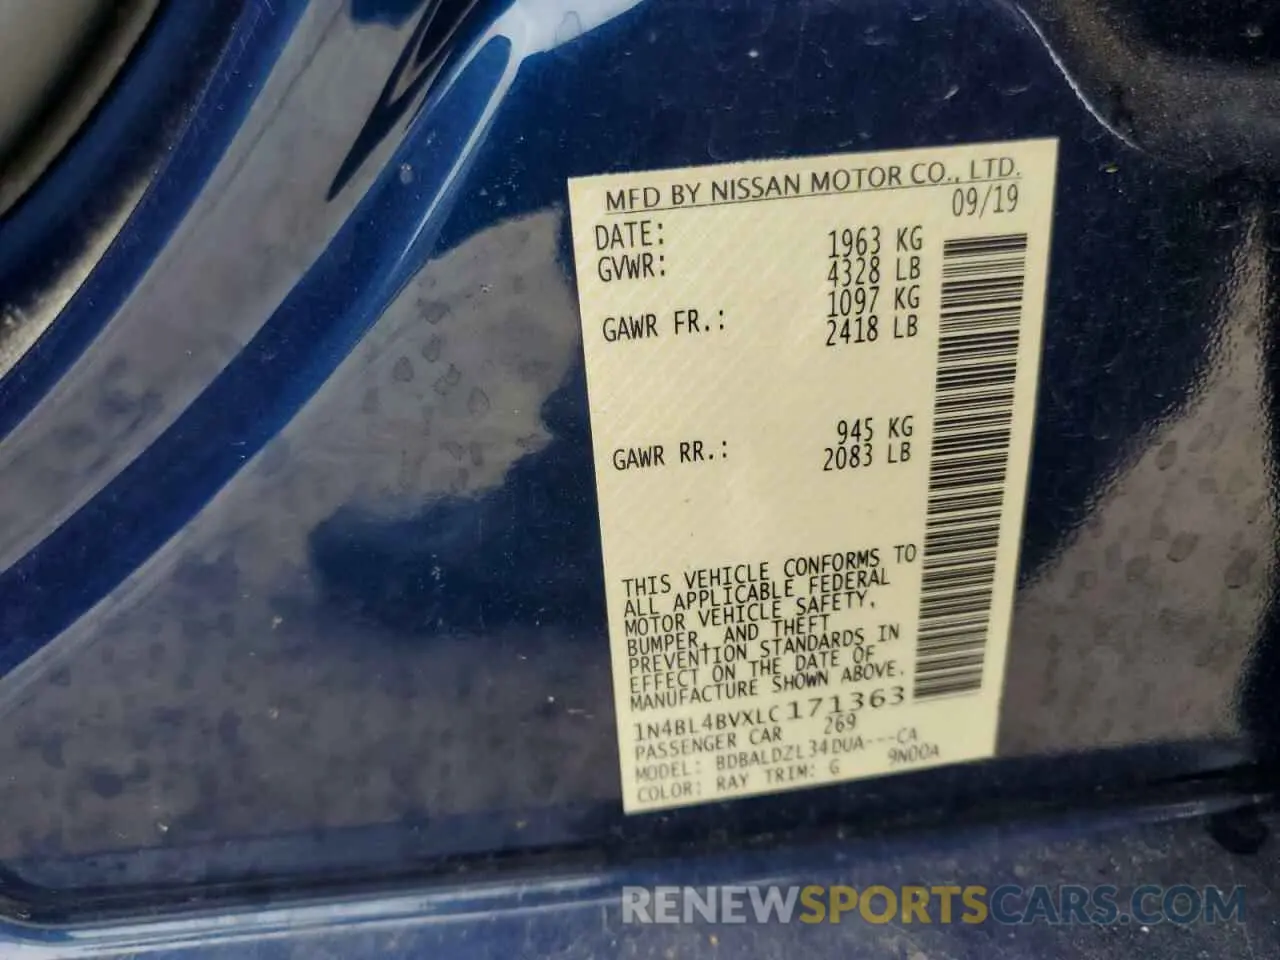 MFD BY NISSAN MOTOR CO., LTD.
DATE: 09/19
GVWR: 1963 KG
4328 LB
GAWR FR.: 1097 KG
2418 LB
GAWR RR.: 945 KG
2083 LB
THIS VEHICLE CONFORMS TO
ALL APPLICABLE FEDERAL
MOTOR VEHICLE SAFETY,
BUMPER, AND THEFT
PREVENTION STANDARDS IN
EFFECT ON THE DATE OF
MANUFACTURE SHOWN ABOVE.
1N4BL4BVXLC171363
PASSENGER CAR 269
MODEL: BDBALDZL34DUA---CA
COLOR: RAY TRIM: G 9N00A
RENEWSPORTSCARS.COM